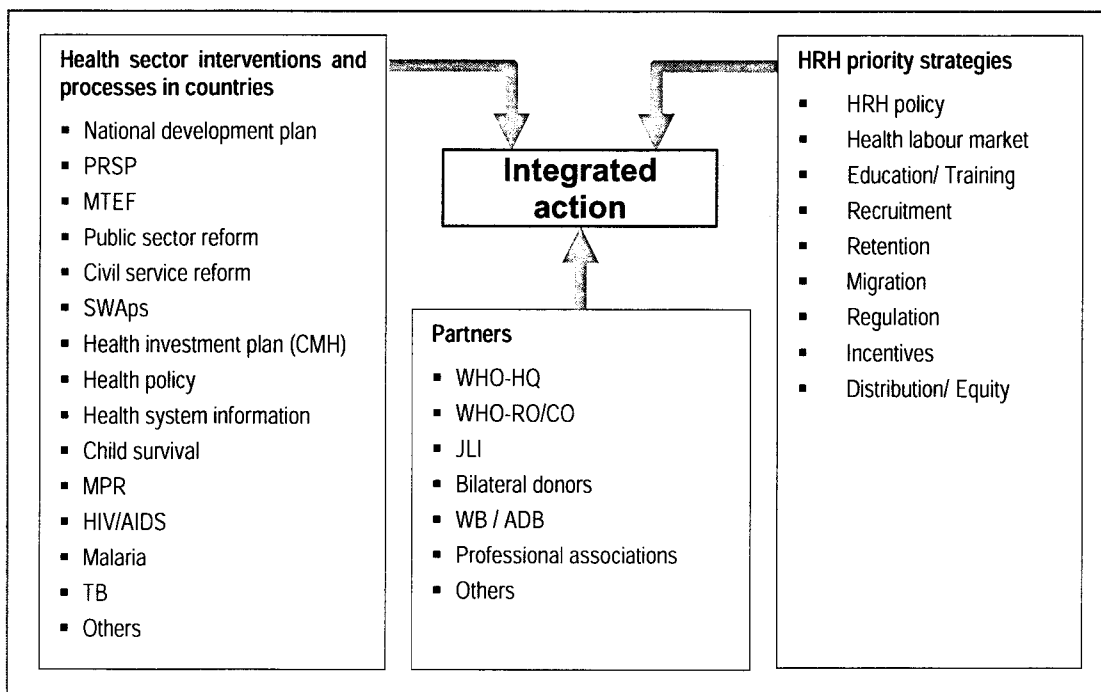 Health sector interventions and
processes in countries
▪ National development plan
▪ PRSP
▪ MTEF
▪ Public sector reform
▪ Civil service reform
▪ SWAps
▪ Health investment plan (CMH)
▪ Health policy
▪ Health system information
▪ Child survival
▪ MPR
▪ HIV/AIDS
▪ Malaria
▪ TB
▪ Others
Integrated
action
Partners
▪ WHO-HQ
▪ WHO-RO/CO
▪ JLI
▪ Bilateral donors
▪ WB / ADB
▪ Professional associations
▪ Others
HRH priority strategies
▪ HRH policy
▪ Health labour market
▪ Education/ Training
▪ Recruitment
▪ Retention
▪ Migration
▪ Regulation
▪ Incentives
▪ Distribution/ Equity